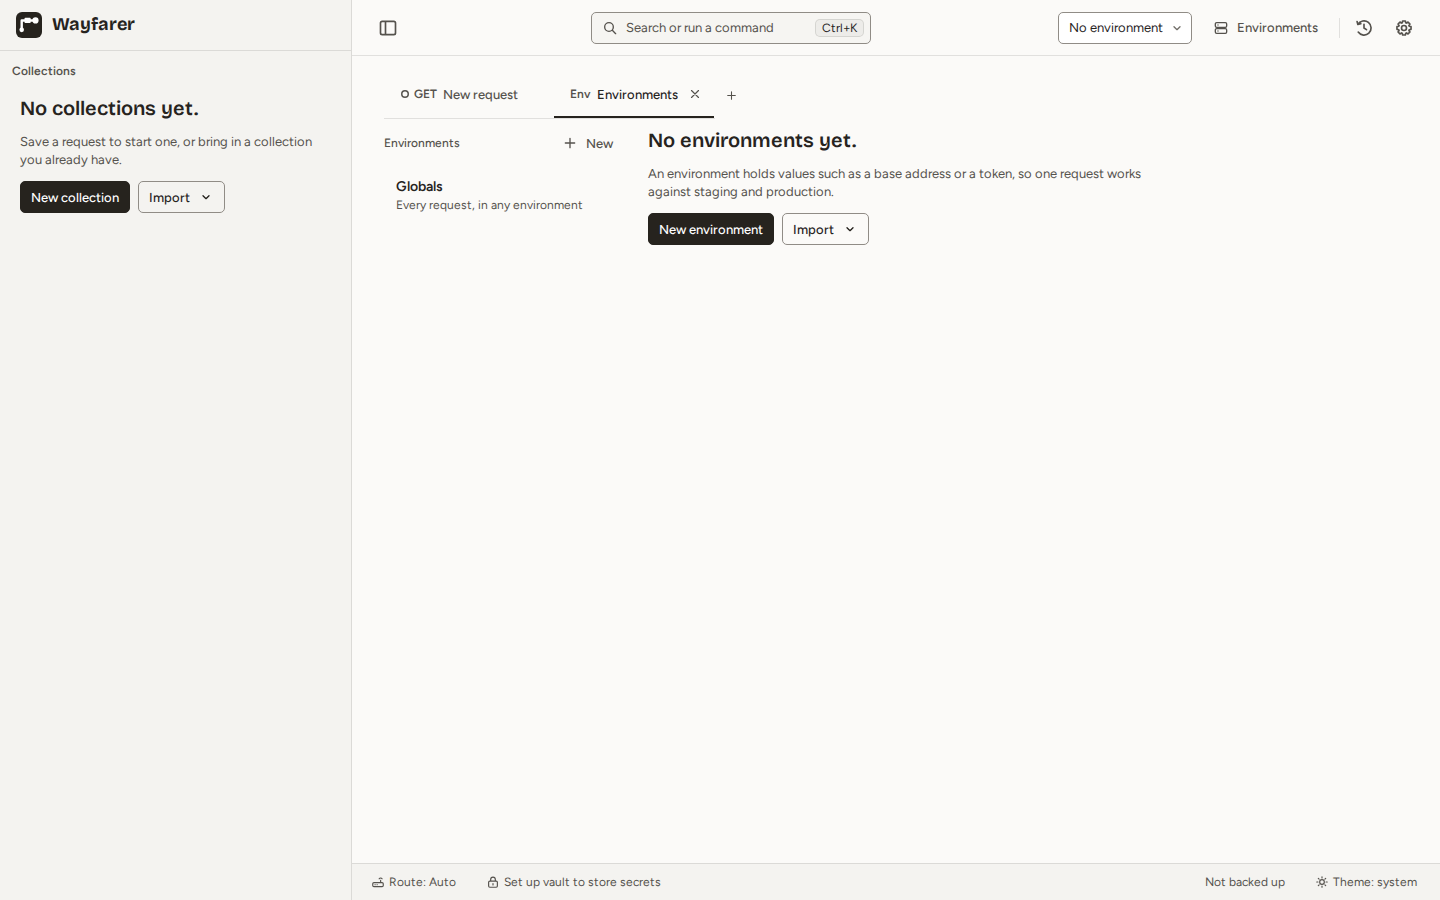 Wayfarer
Search or run a command Ctrl+K
No environment
Environments
Collections
No collections yet.
Save a request to start one, or bring in a collection
you already have.
New collection
Import
GET New request
Env Environments
Environments
New
Globals
Every request, in any environment
No environments yet.
An environment holds values such as a base address or a token, so one request works
against staging and production.
New environment
Import
Route: Auto
Set up vault to store secrets
Not backed up
Theme: system